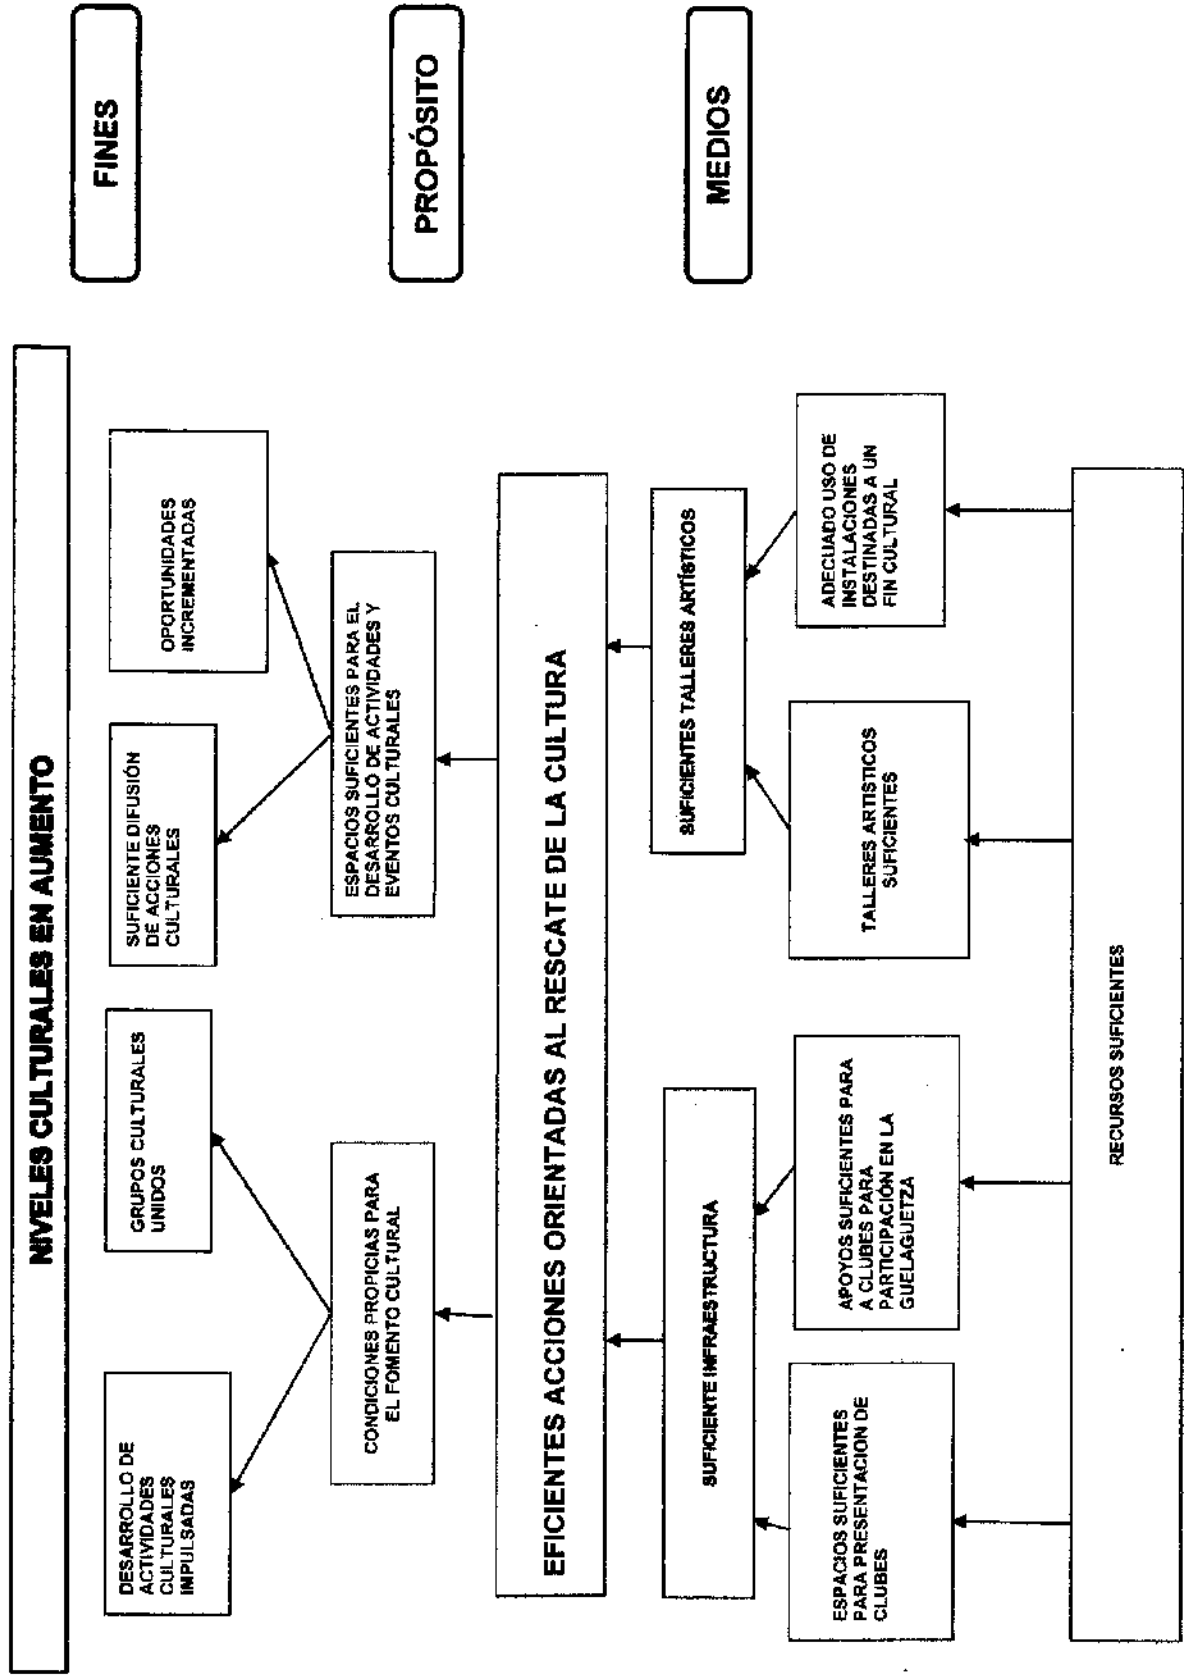 NIVELES CULTURALES EN AUMENTO
FINES
DESARROLLO DE
ACTIVIDADES
CULTURALES
IMPULSADAS
GRUPOS CULTURALES
UNIDOS
SUFICIENTE DIFUSIÓN
DE ACCIONES
CULTURALES
OPORTUNIDADES
INCREMENTADAS
CONDICIONES PROPICIAS PARA
EL FOMENTO CULTURAL
ESPACIOS SUFICIENTES PARA EL
DESARROLLO DE ACTIVIDADES Y
EVENTOS CULTURALES
PROPÓSITO
EFICIENTES ACCIONES ORIENTADAS AL RESCATE DE LA CULTURA
SUFICIENTE INFRAESTRUCTURA
SUFICIENTES TALLERES ARTÍSTICOS
MEDIOS
ESPACIOS SUFICIENTES
PARA PRESENTACION DE
CLUBES
APOYOS SUFICIENTES PARA
A CLUBES PARA
PARTICIPACIÓN EN LA
GUELAGUETZA
TALLERES ARTISTICOS
SUFICIENTES
ADECUADO USO DE
INSTALACIONES
DESTINADAS A UN
FIN CULTURAL
RECURSOS SUFICIENTES